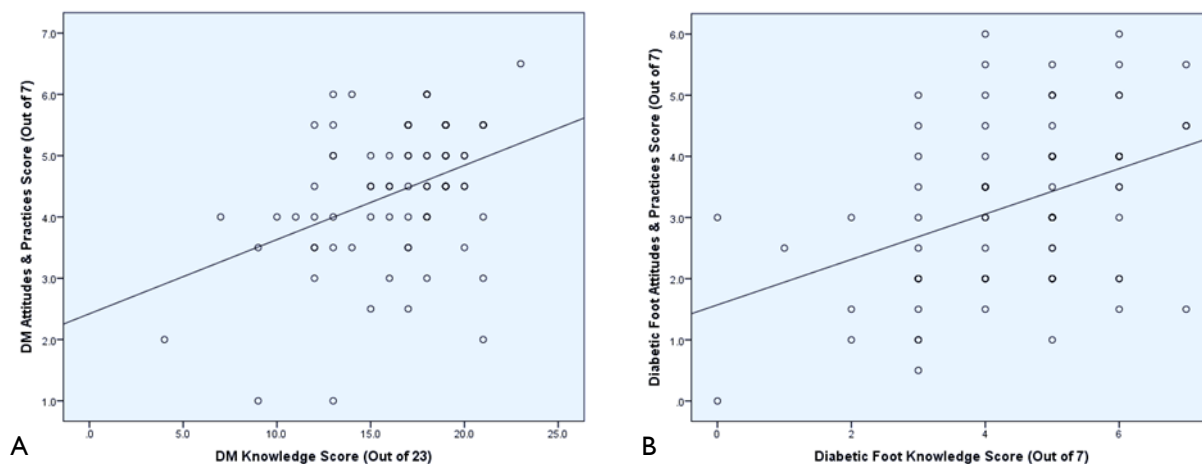 DM Attitudes & Practices Score (Out of 7)
7.0
6.0
5.0
4.0
3.0
2.0
1.0
.0 5.0 10.0 15.0 20.0 25.0
DM Knowledge Score (Out of 23)
A
Diabetic Foot Attitudes & Practices Score (Out of 7)
6.0
5.0
4.0
3.0
2.0
1.0
.0
0 2 4 6
Diabetic Foot Knowledge Score (Out of 7)
B